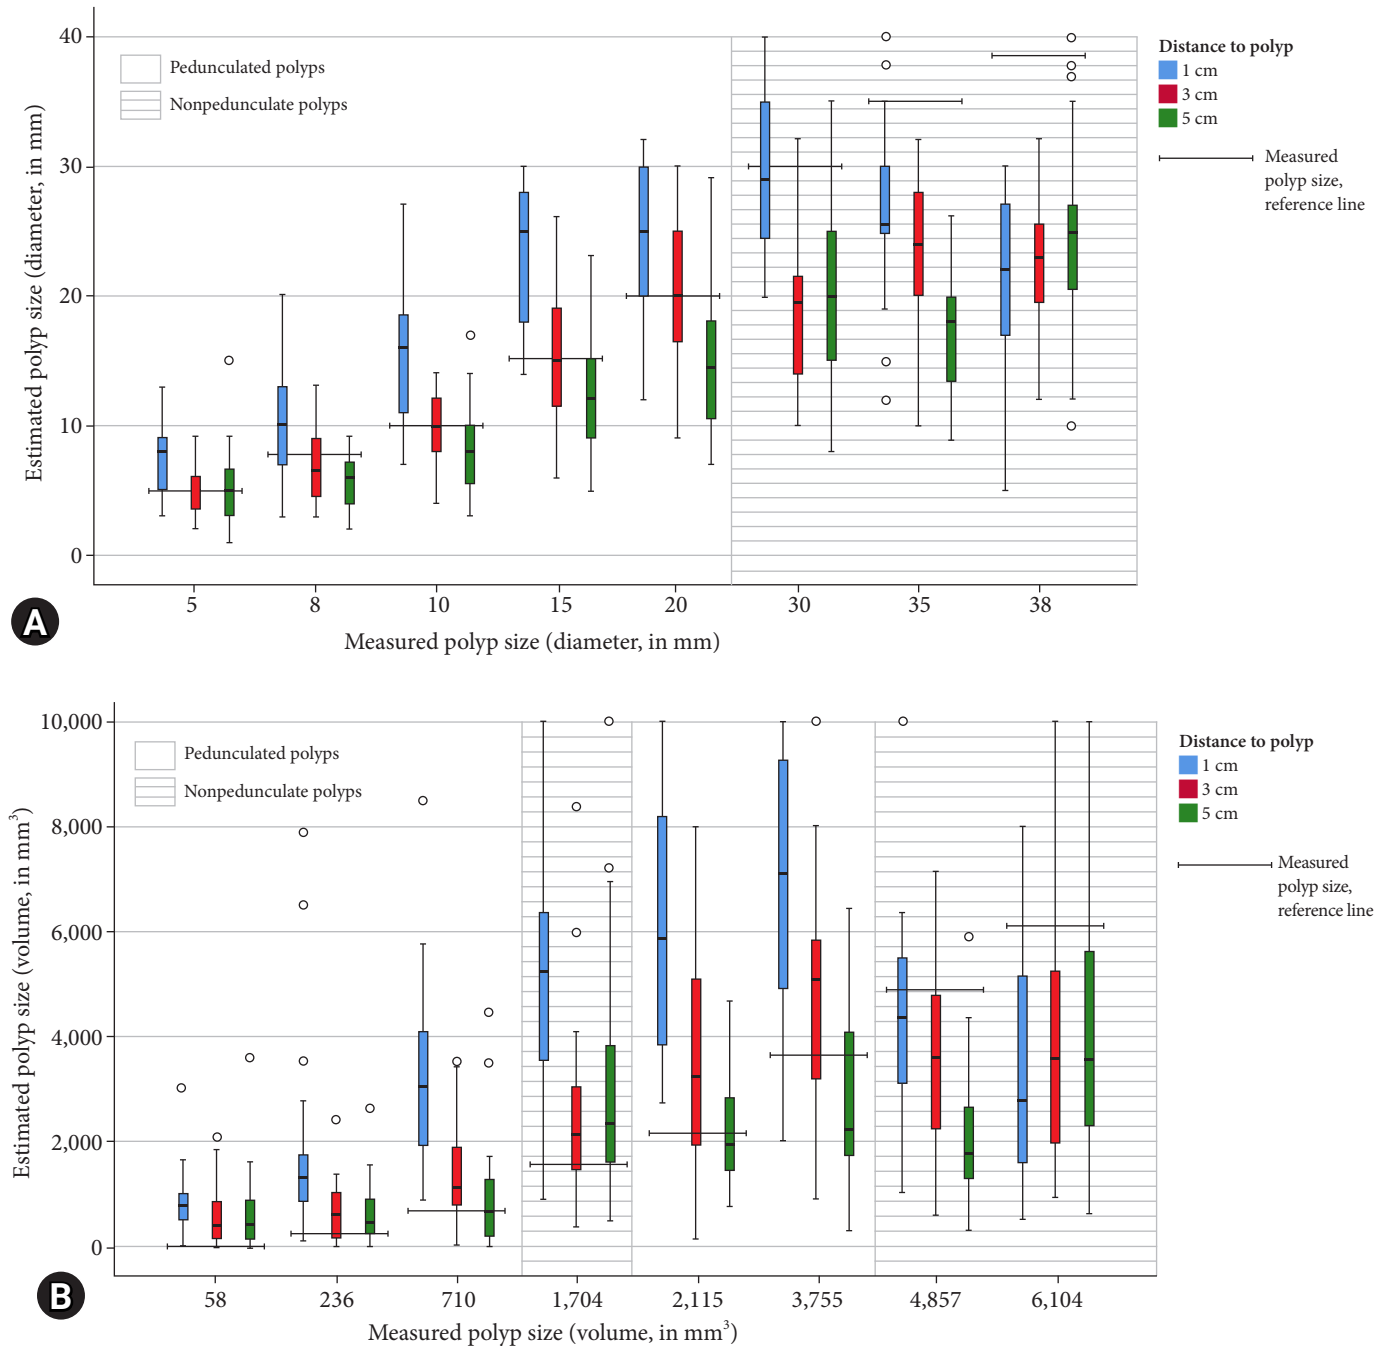 40
30
20
10
0
Estimated polyp size (diameter, in mm)
Pedunculated polyps
Nonpedunculate polyps
5
8
10
15
20
30
35
38
Measured polyp size (diameter, in mm)
Distance to polyp
1 cm
3 cm
5 cm
Measured
polyp size,
reference line
A
10,000
8,000
6,000
4,000
2,000
0
Estimated polyp size (volume, in mm³)
Pedunculated polyps
Nonpedunculate polyps
58
236
710
1,704
2,115
3,755
4,857
6,104
Measured polyp size (volume, in mm³)
Distance to polyp
1 cm
3 cm
5 cm
Measured
polyp size,
reference line
B